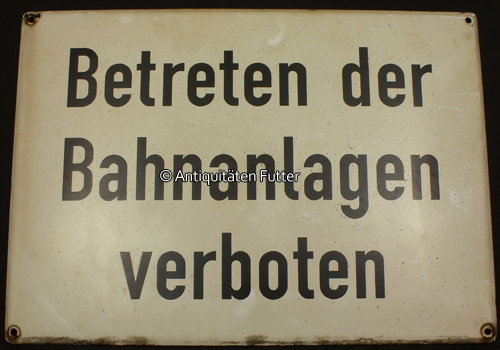 Betreten der
Bahnanlagen
© Antiquitäten Futter
verboten